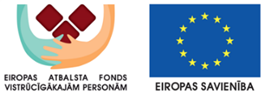 EIROPAS ATBALSTA FONDS
VISTRŪCĪGĀKAJĀM PERSONĀM
EIROPAS SAVIENĪBA